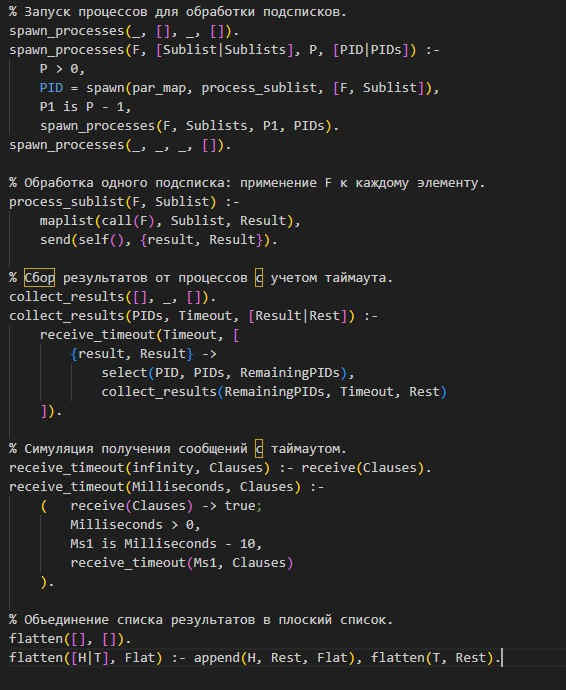 % Запуск процессов для обработки подсписков.
spawn_processes(_, [], _, []).
spawn_processes(F, [Sublist|Sublists], P, [PID|PIDs]) :-
    P > 0,
    PID = spawn(par_map, process_sublist, [F, Sublist]),
    P1 is P - 1,
    spawn_processes(F, Sublists, P1, PIDs).
spawn_processes(_, _, _, []).

% Обработка одного подсписка: применение F к каждому элементу.
process_sublist(F, Sublist) :-
    maplist(call(F), Sublist, Result),
    send(self(), {result, Result}).

% Сбор результатов от процессов с учетом таймаута.
collect_results([], _, []).
collect_results(PIDs, Timeout, [Result|Rest]) :-
    receive_timeout(Timeout, [
        {result, Result} ->
            select(PID, PIDs, RemainingPIDs),
            collect_results(RemainingPIDs, Timeout, Rest)
    ]).

% Симуляция получения сообщений с таймаутом.
receive_timeout(infinity, Clauses) :- receive(Clauses).
receive_timeout(Milliseconds, Clauses) :-
    (   receive(Clauses) -> true;
        Milliseconds > 0,
        Ms1 is Milliseconds - 10,
        receive_timeout(Ms1, Clauses)
    ).

% Объединение списка результатов в плоский список.
flatten([], []).
flatten([H|T], Flat) :- append(H, Rest, Flat), flatten(T, Rest).